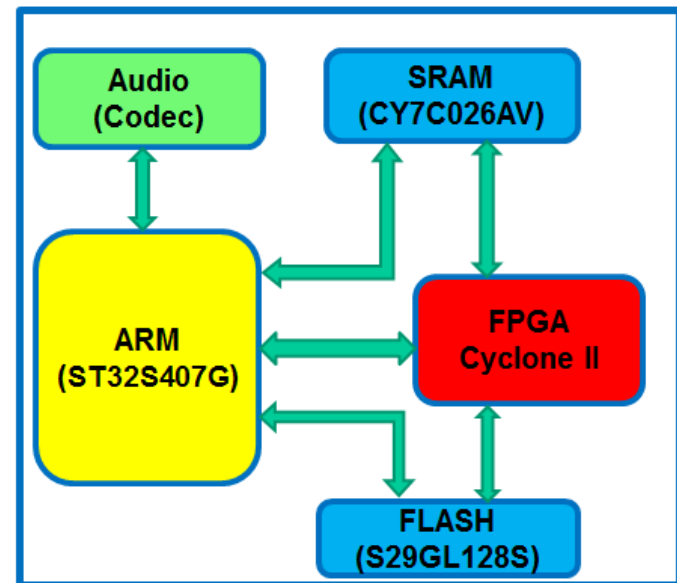 Audio
(Codec)
SRAM
(CY7C026AV)
ARM
(ST32S407G)
FPGA
Cyclone II
FLASH
(S29GL128S)